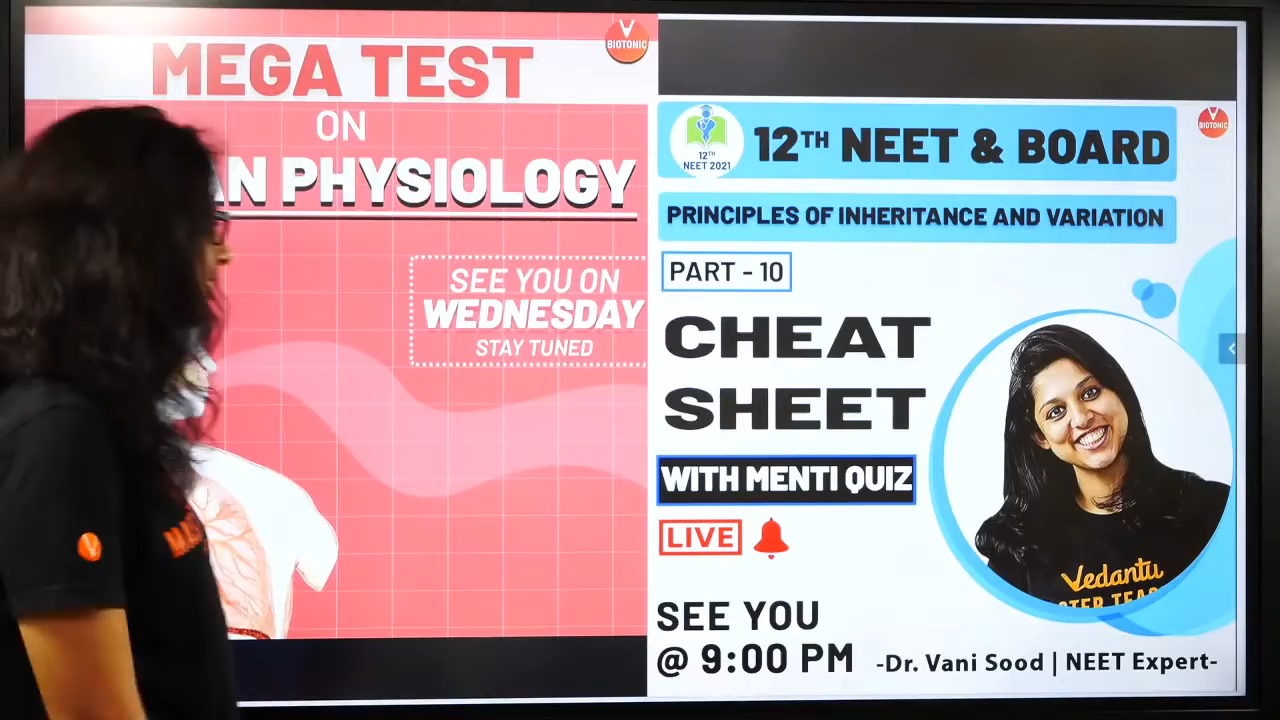 MEGA TEST
ON
PHYSIOLOGY
SEE YOU ON
WEDNESDAY
STAY TUNED
BIOTONIC
12TH
NEET 2021
12TH NEET & BOARD
BIOTONIC
PRINCIPLES OF INHERITANCE AND VARIATION
PART - 10
CHEAT
SHEET
WITH MENTI QUIZ
LIVE
Vedantu
SEE YOU
@ 9:00 PM
-Dr. Vani Sood | NEET Expert-